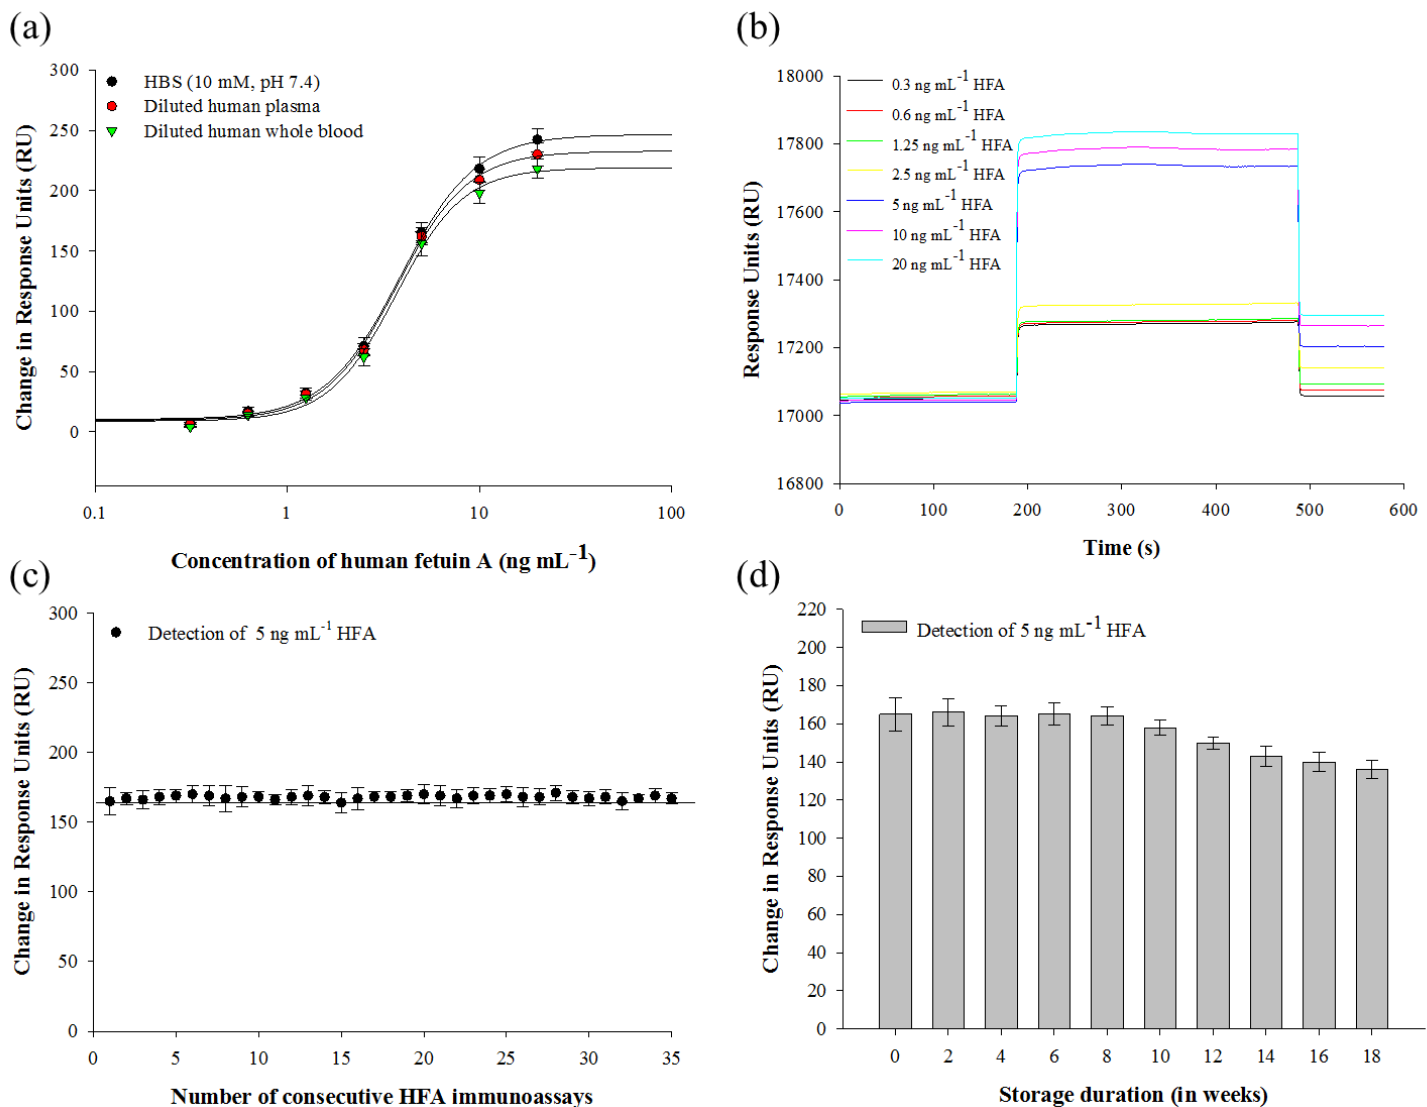 (a)
300
250
200
150
100
50
0
Change in Response Units (RU)
HBS (10 mM, pH 7.4)
Diluted human plasma
Diluted human whole blood
0.1 1 10 100
Concentration of human fetuin A (ng mL⁻¹)
(b)
18000
17800
17600
17400
17200
17000
16800
Response Units (RU)
0.3 ng mL⁻¹ HFA
0.6 ng mL⁻¹ HFA
1.25 ng mL⁻¹ HFA
2.5 ng mL⁻¹ HFA
5 ng mL⁻¹ HFA
10 ng mL⁻¹ HFA
20 ng mL⁻¹ HFA
0 100 200 300 400 500 600
Time (s)
(c)
300
250
200
150
100
50
0
Change in Response Units (RU)
Detection of 5 ng mL⁻¹ HFA
0 5 10 15 20 25 30 35
Number of consecutive HFA immunoassays
(d)
220
200
180
160
140
120
100
80
60
40
20
0
Change in Response Units (RU)
Detection of 5 ng mL⁻¹ HFA
0 2 4 6 8 10 12 14 16 18
Storage duration (in weeks)